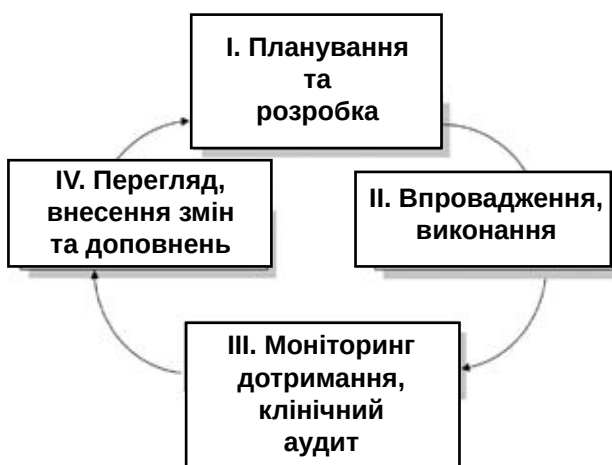 I. Планування
та
розробка
II. Впровадження,
виконання
III. Моніторинг
дотримання,
клінічний
аудит
IV. Перегляд,
внесення змін
та доповнень